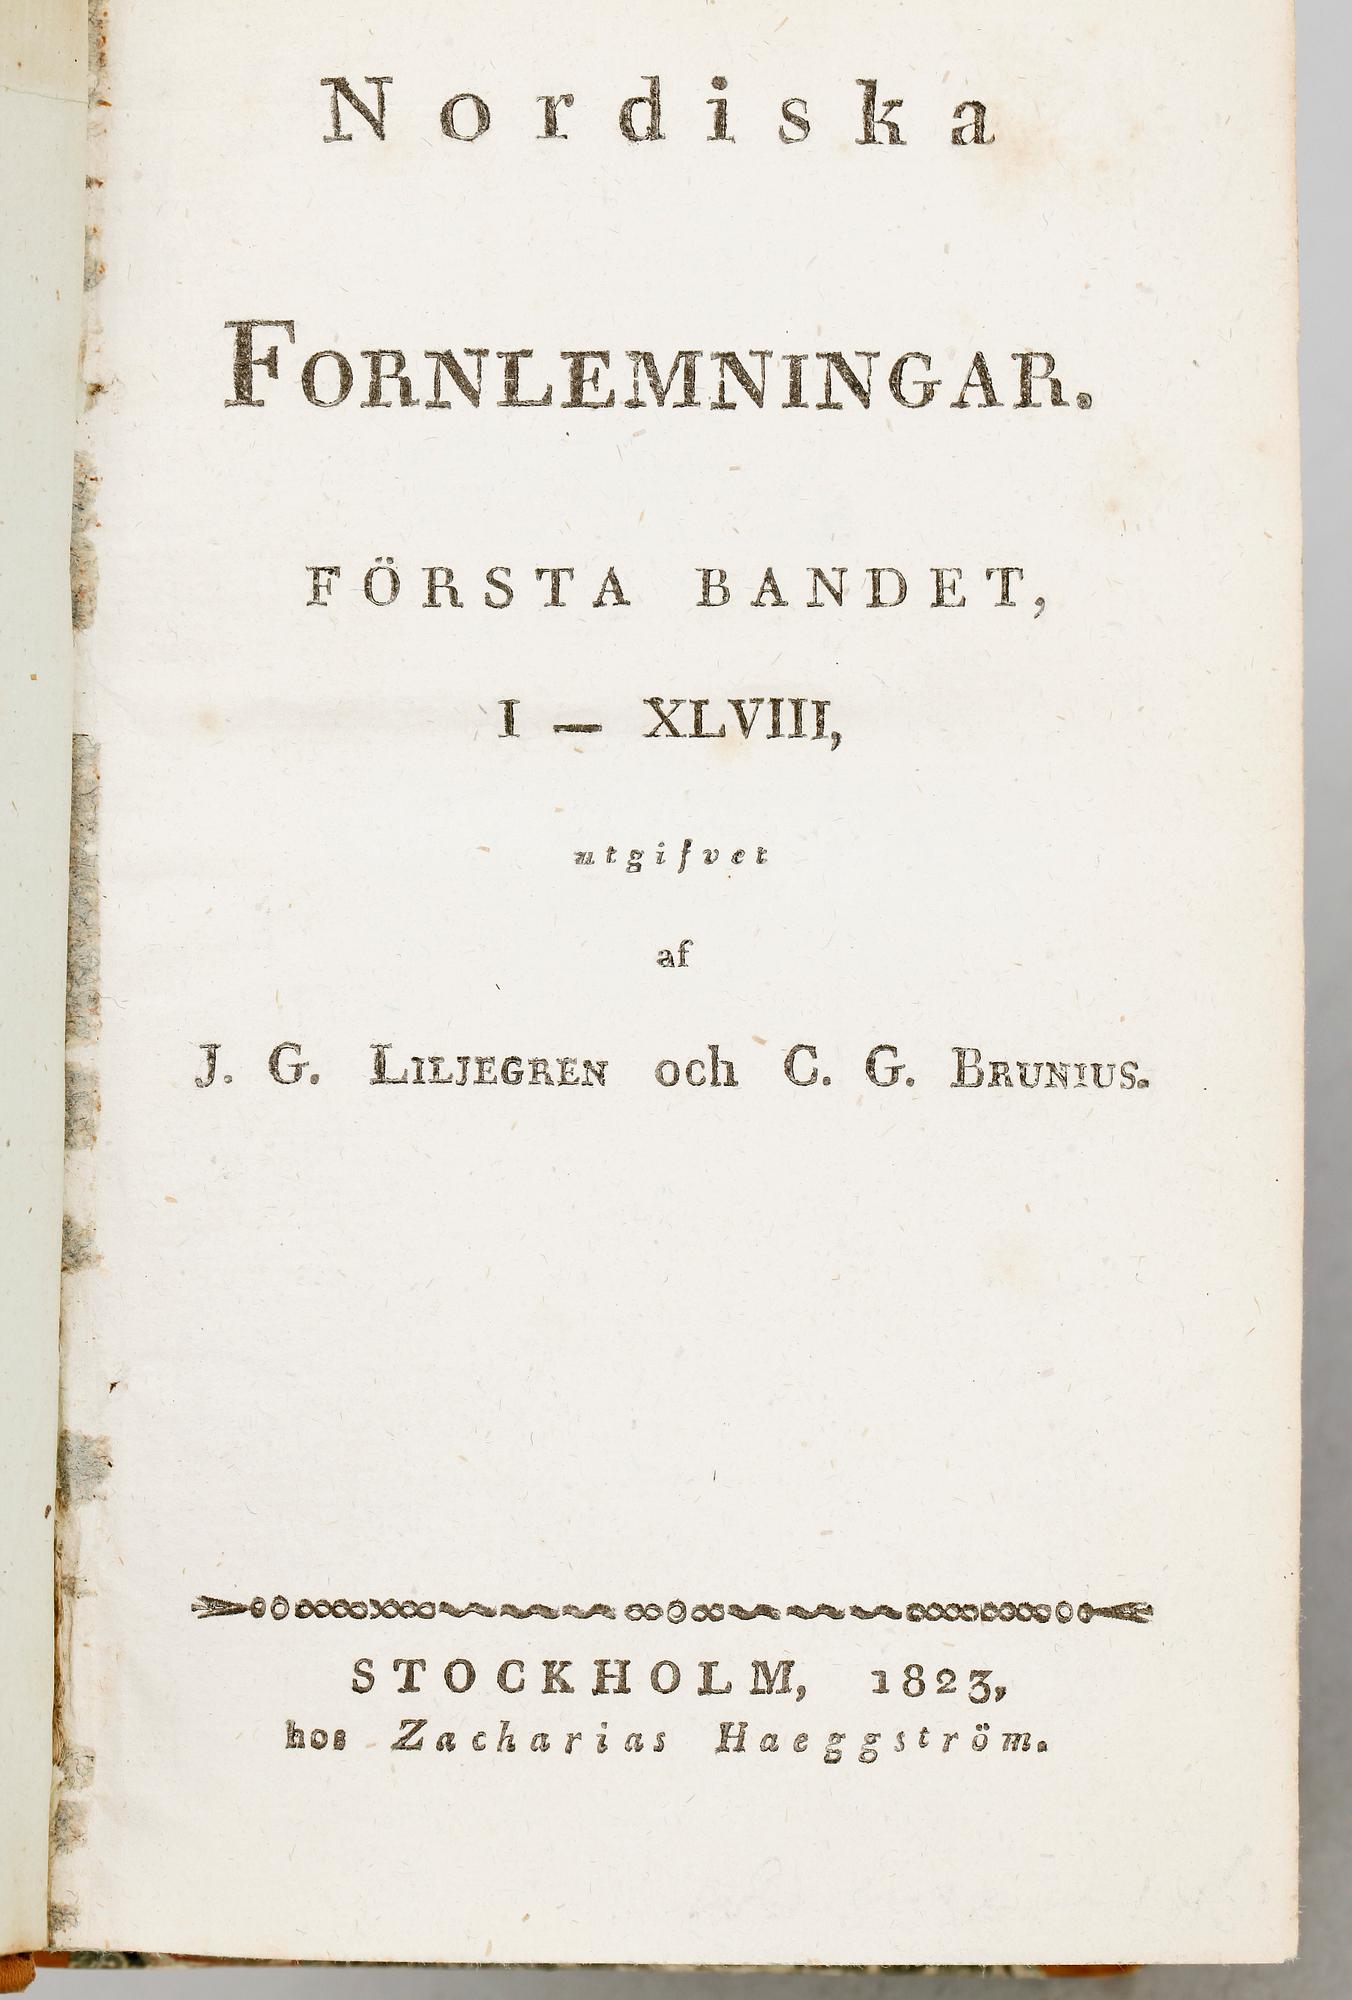 Nordiska
FORNLEMNINGAR.
FÖRSTA BANDET,
I — XLVIII,
utgifvet
af
J. G. LILJEGREN och C. G. BRUNIUS.
STOCKHOLM, 1823,
hos Zacharias Haeggström.